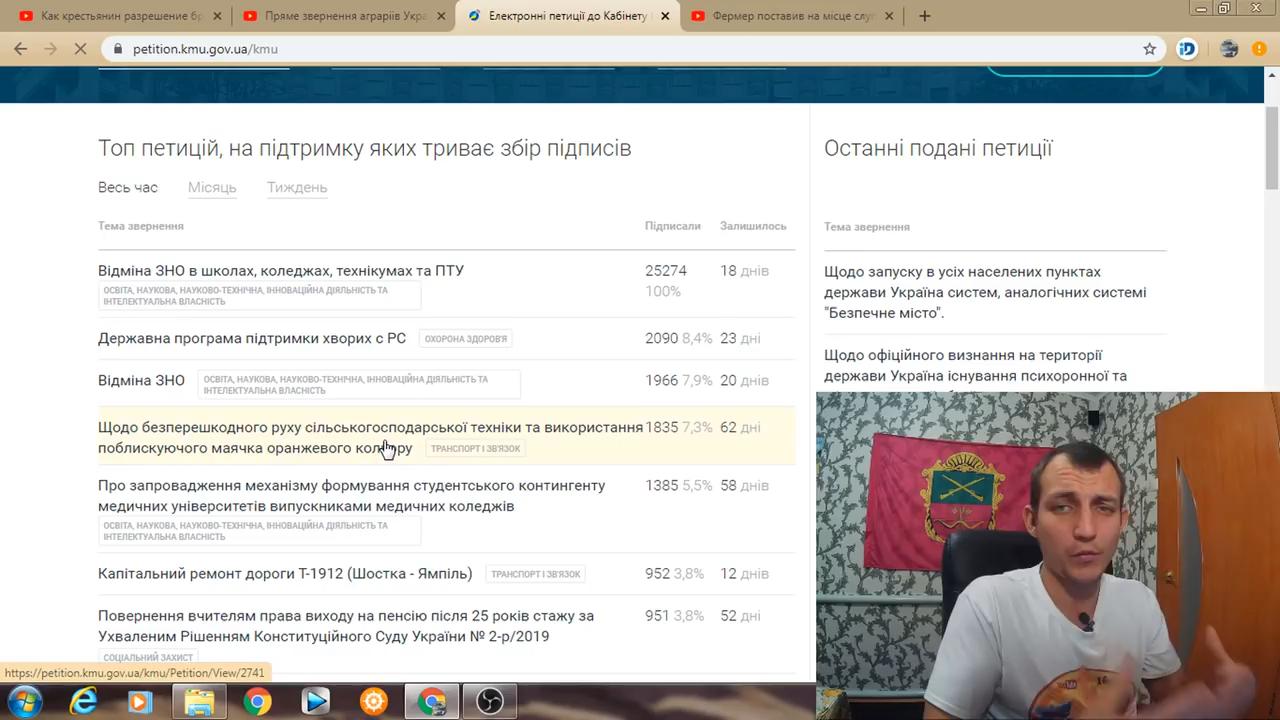 Как крестьянин разрешение бр
Пряме звернення аграріїв Укра
Електронні петиції до Кабінету
Фермер поставив на місце слуг
petition.kmu.gov.ua/kmu
Топ петицій, на підтримку яких триває збір підписів
Весь час Місяць Тиждень
Тема звернення Підписали Залишилось
Відміна ЗНО в школах, коледжах, технікумах та ПТУ 25274 18 днів
ОСВІТА, НАУКОВА, НАУКОВО-ТЕХНІЧНА, ІННОВАЦІЙНА ДІЯЛЬНІСТЬ ТА 100%
ІНТЕЛЕКТУАЛЬНА ВЛАСНІСТЬ
Державна програма підтримки хворих с РС ОХОРОНА ЗДОРОВ'Я 2090 8,4% 23 дні
Відміна ЗНО ОСВІТА, НАУКОВА, НАУКОВО-ТЕХНІЧНА, ІННОВАЦІЙНА ДІЯЛЬНІСТЬ ТА 1966 7,9% 20 днів
ІНТЕЛЕКТУАЛЬНА ВЛАСНІСТЬ
Щодо безперешкодного руху сільськогосподарської техніки та використання 1835 7,3% 62 дні
поблискуючого маячка оранжевого кольору ТРАНСПОРТ І ЗВ'ЯЗОК
Про запровадження механізму формування студентського контингенту 1385 5,5% 58 днів
медичних університетів випускниками медичних коледжів
ОСВІТА, НАУКОВА, НАУКОВО-ТЕХНІЧНА, ІННОВАЦІЙНА ДІЯЛЬНІСТЬ ТА
ІНТЕЛЕКТУАЛЬНА ВЛАСНІСТЬ
Капітальний ремонт дороги Т-1912 (Шостка - Ямпіль) ТРАНСПОРТ І ЗВ'ЯЗОК 952 3,8% 12 днів
Повернення вчителям права виходу на пенсію після 25 років стажу за 951 3,8% 52 дні
Ухваленим Рішенням Конституційного Суду України № 2-р/2019
СОЦІАЛЬНИЙ ЗАХИСТ
https://petition.kmu.gov.ua/kmu/Petition/View/2741
Останні подані петиції
Тема звернення
Щодо запуску в усіх населених пунктах
держави Україна систем, аналогічних системі
"Безпечне місто".
Щодо офіційного визнання на території
держави Україна існування психоронної та